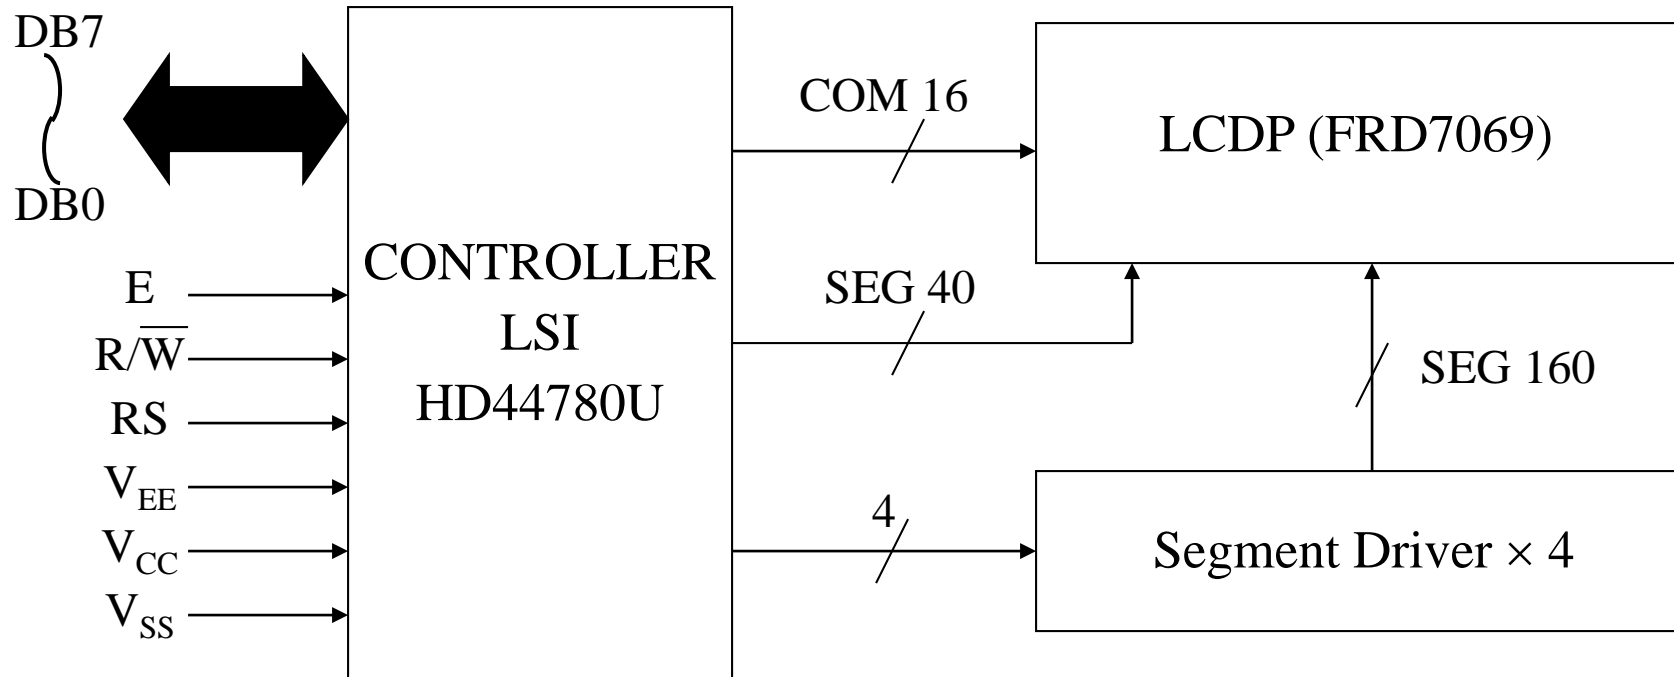 DB7
DB0
E
R/W̅
RS
VEE
VCC
VSS
CONTROLLER
LSI
HD44780U
COM 16
SEG 40
4
LCDP (FRD7069)
SEG 160
Segment Driver × 4